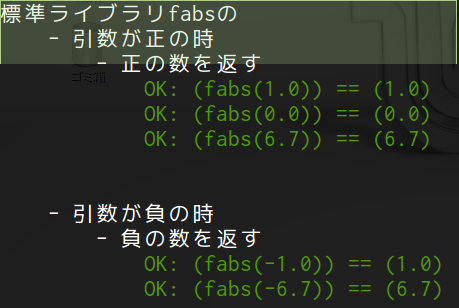 標準ライブラリfabsの
- 引数が正の時
- 正の数を返す
ゴミ箱
OK: (fabs(1.0)) == (1.0)
OK: (fabs(0.0)) == (0.0)
OK: (fabs(6.7)) == (6.7)
- 引数が負の時
- 負の数を返す
OK: (fabs(-1.0)) == (1.0)
OK: (fabs(-6.7)) == (6.7)